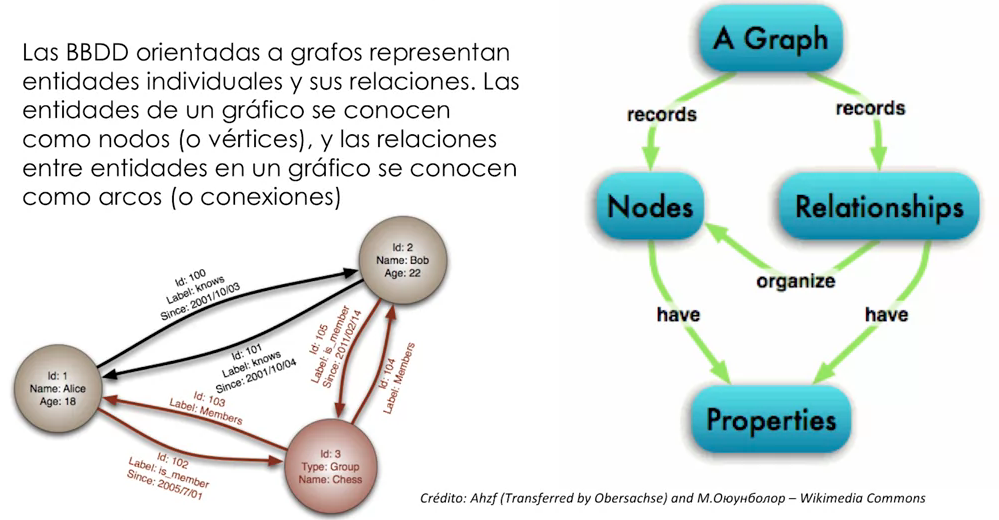 Las BBDD orientadas a grafos representan
entidades individuales y sus relaciones. Las
entidades de un gráfico se conocen
como nodos (o vértices), y las relaciones
entre entidades en un gráfico se conocen
como arcos (o conexiones)
Id: 1
Name: Alice
Age: 18
Id: 100
Label: knows
Since: 2001/10/03
Id: 101
Label: knows
Since: 2001/10/04
Id: 2
Name: Bob
Age: 22
Id: 105
Label: is_member
Since: 2011/02/14
Id: 104
Label: Members
Id: 103
Label: Members
Id: 102
Label: is_member
Since: 2005/7/01
Id: 3
Type: Group
Name: Chess
A Graph
records
records
Nodes
Relationships
organize
have
have
Properties
Crédito: Ahzf (Transferred by Obersachse) and М.Оюунболор – Wikimedia Commons